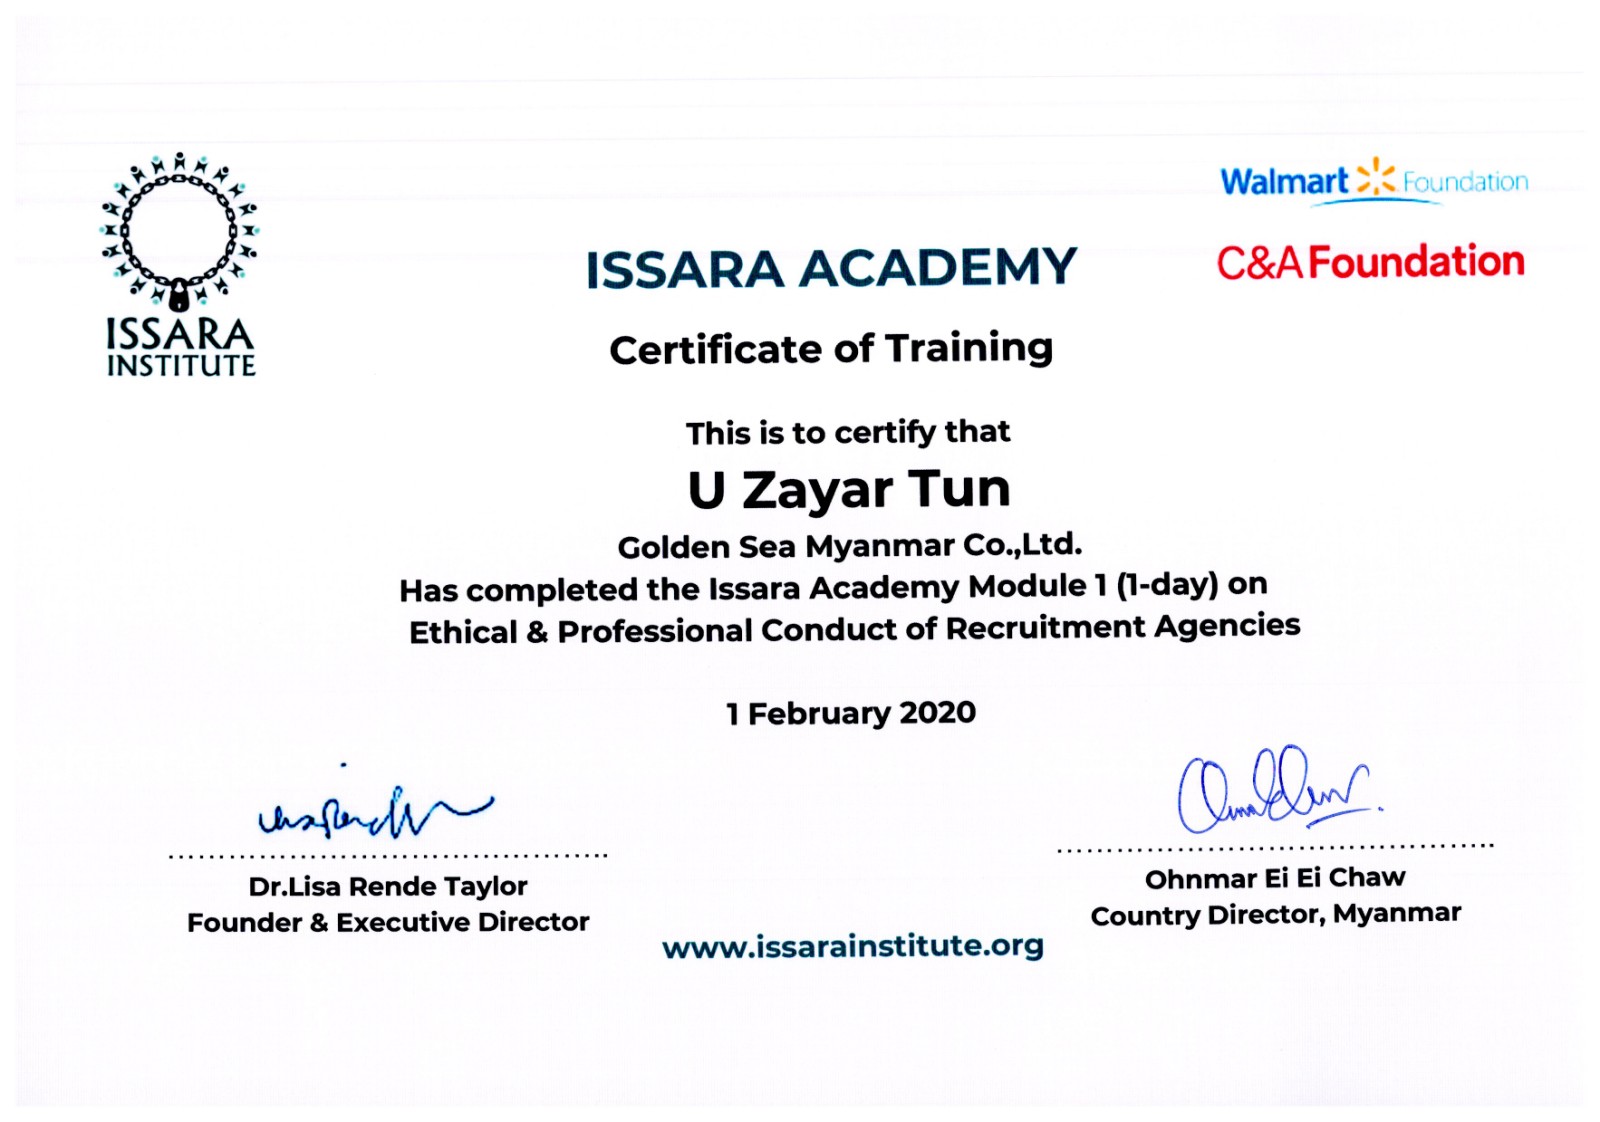 ISSARA
INSTITUTE
Walmart Foundation
C&A Foundation
ISSARA ACADEMY
Certificate of Training
This is to certify that
U Zayar Tun
Golden Sea Myanmar Co.,Ltd.
Has completed the Issara Academy Module 1 (1-day) on
Ethical & Professional Conduct of Recruitment Agencies
1 February 2020
Dr.Lisa Rende Taylor
Founder & Executive Director
Ohnmar Ei Ei Chaw
Country Director, Myanmar
www.issarainstitute.org